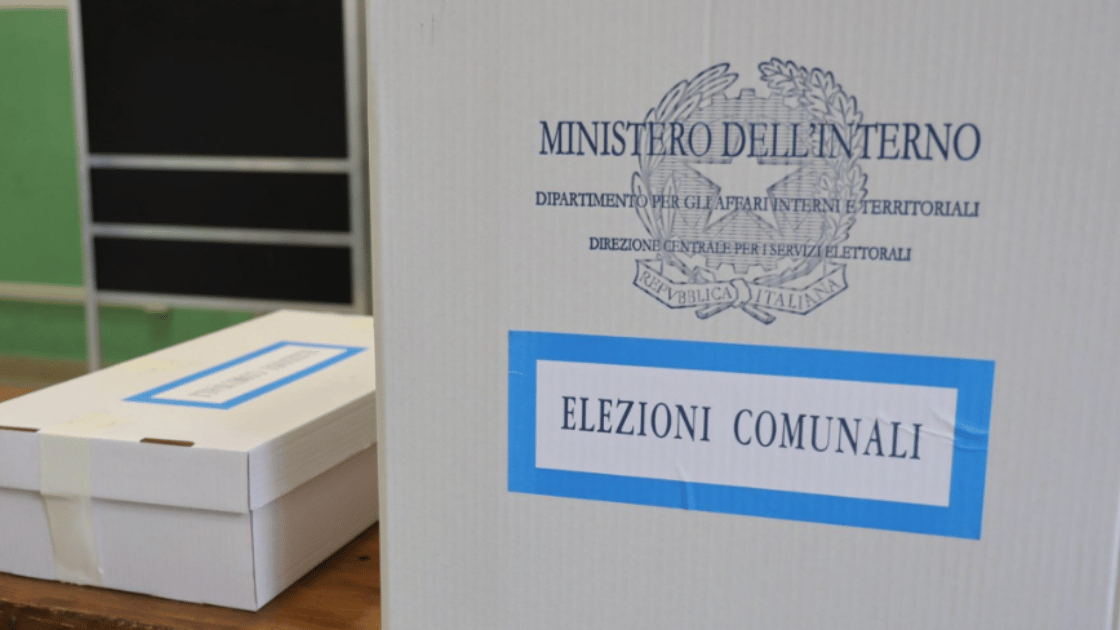 MINISTERO DELL'INTERNO
DIPARTIMENTO PER GLI AFFARI INTERNI E TERRITORIALI
DIREZIONE CENTRALE PER I SERVIZI ELETTORALI
REPVBBLICA ITALIANA
ELEZIONI COMUNALI